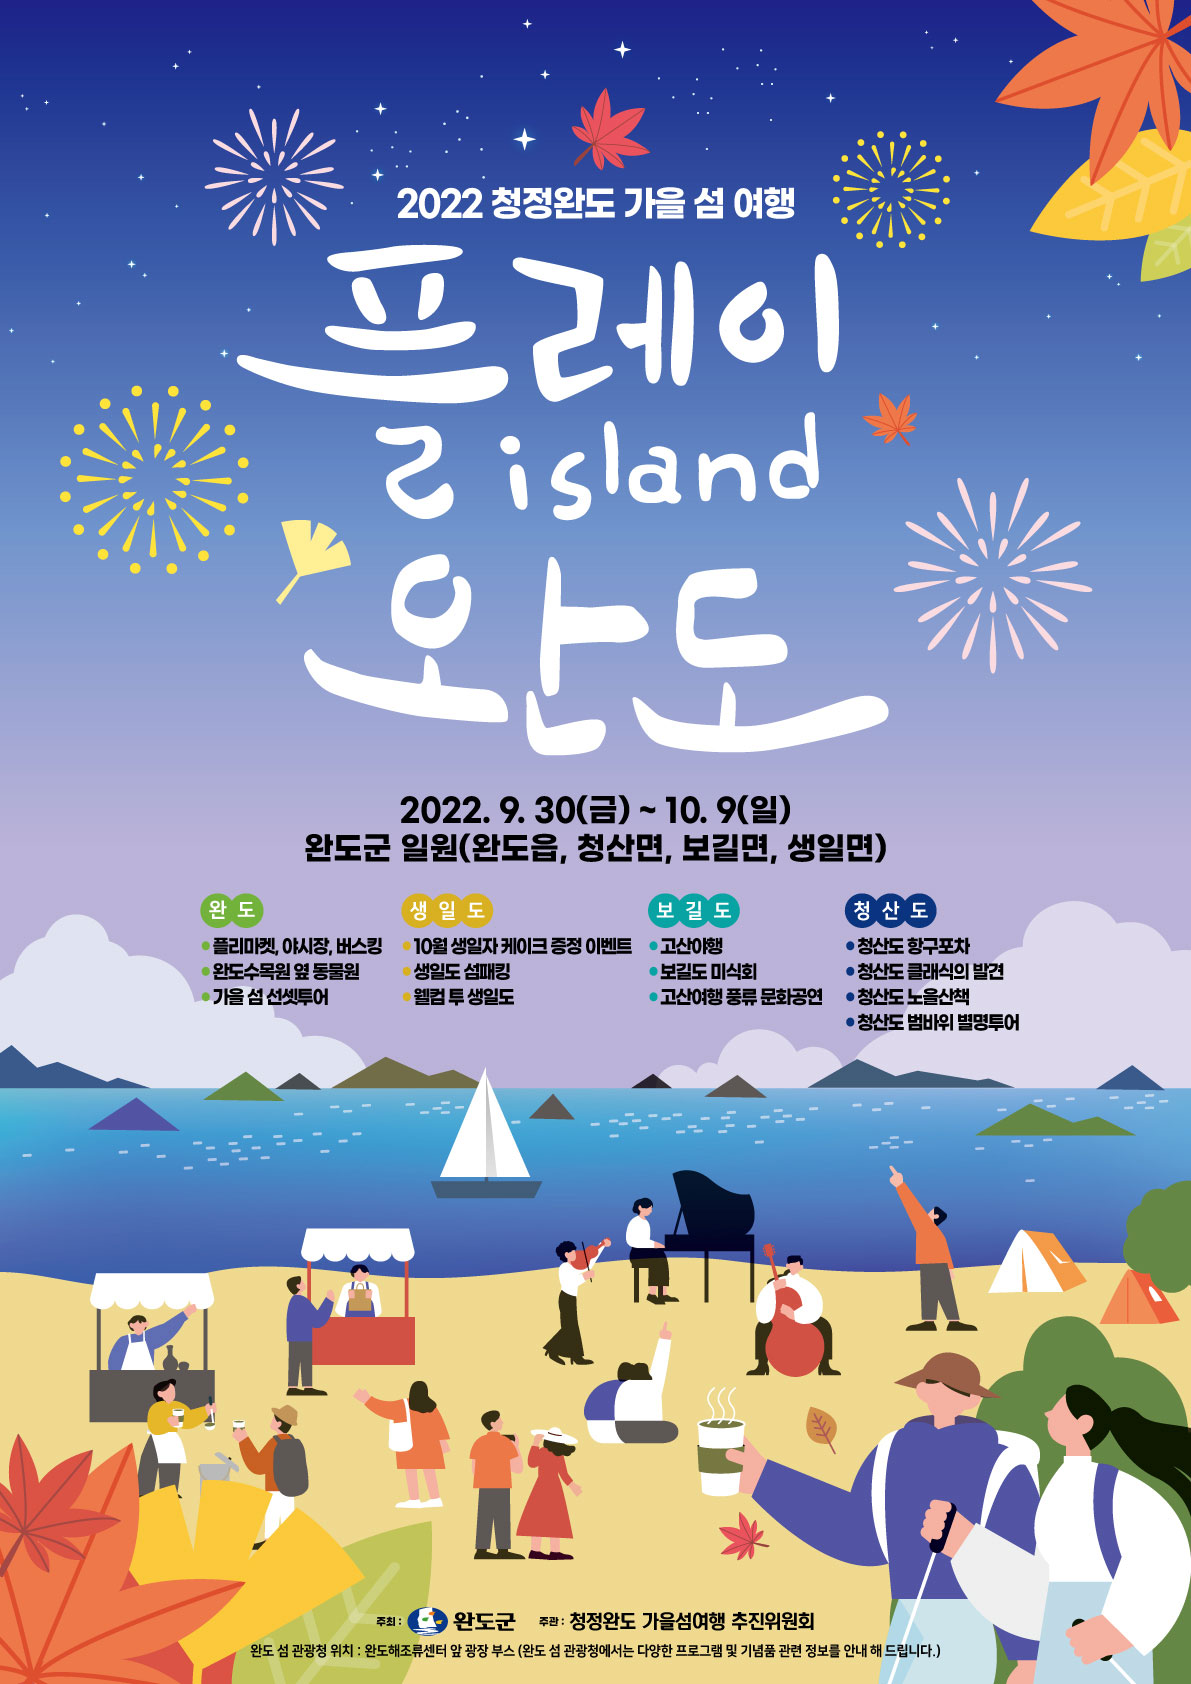 2022 청정완도 가을 섬 여행
플레이
ㄹ island
완도
2022. 9. 30(금) ~ 10. 9(일)
완도군 일원(완도읍, 청산면, 보길면, 생일면)
완도
• 플리마켓, 야시장, 버스킹
• 완도수목원 옆 동물원
• 가을 섬 선셋투어
생일도
• 10월 생일자 케이크 증정 이벤트
• 생일도 섬패킹
• 웰컴 투 생일도
보길도
• 고산야행
• 보길도 미식회
• 고산여행 풍류 문화공연
청산도
• 청산도 항구포차
• 청산도 클래식의 발견
• 청산도 노을산책
• 청산도 범바위 별명투어
주최 : 완도군 주관 : 청정완도 가을섬여행 추진위원회
완도 섬 관광청 위치 : 완도해조류센터 앞 광장 부스 (완도 섬 관광청에서는 다양한 프로그램 및 기념품 관련 정보를 안내 해 드립니다.)